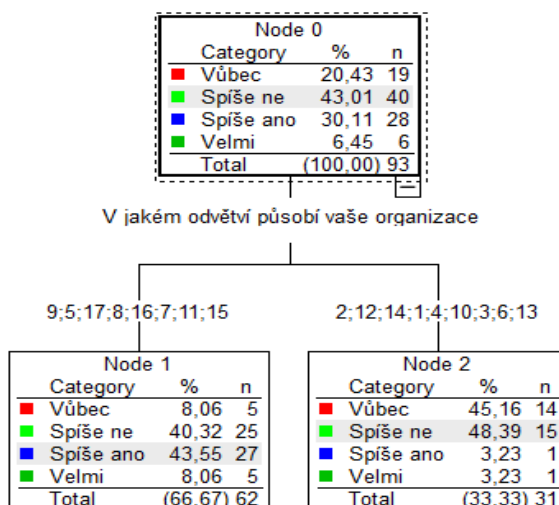 Node 0
Category % n
Vůbec 20,43 19
Spíše ne 43,01 40
Spíše ano 30,11 28
Velmi 6,45 6
Total (100,00) 93
V jakém odvětví působí vaše organizace
9;5;17;8;16;7;11;15
2;12;14;1;4;10;3;6;13
Node 1
Category % n
Vůbec 8,06 5
Spíše ne 40,32 25
Spíše ano 43,55 27
Velmi 8,06 5
Total (66,67) 62
Node 2
Category % n
Vůbec 45,16 14
Spíše ne 48,39 15
Spíše ano 3,23 1
Velmi 3,23 1
Total (33,33) 31